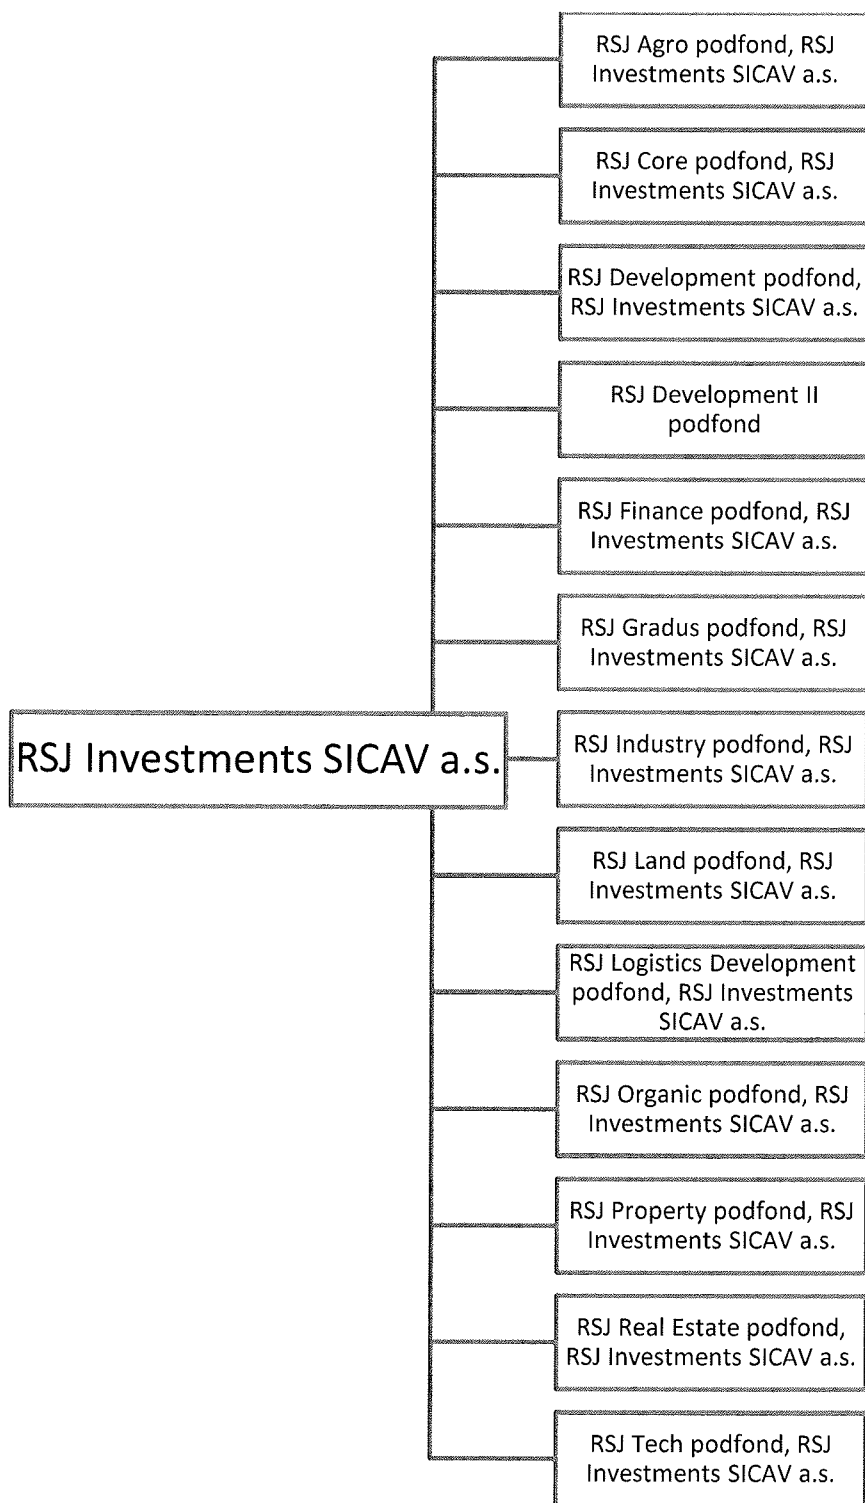 RSJ Agro podfond, RSJ
Investments SICAV a.s.
RSJ Core podfond, RSJ
Investments SICAV a.s.
RSJ Development podfond,
RSJ Investments SICAV a.s.
RSJ Development II
podfond
RSJ Finance podfond, RSJ
Investments SICAV a.s.
RSJ Gradus podfond, RSJ
Investments SICAV a.s.
RSJ Investments SICAV a.s.
RSJ Industry podfond, RSJ
Investments SICAV a.s.
RSJ Land podfond, RSJ
Investments SICAV a.s.
RSJ Logistics Development
podfond, RSJ Investments
SICAV a.s.
RSJ Organic podfond, RSJ
Investments SICAV a.s.
RSJ Property podfond, RSJ
Investments SICAV a.s.
RSJ Real Estate podfond,
RSJ Investments SICAV a.s.
RSJ Tech podfond, RSJ
Investments SICAV a.s.